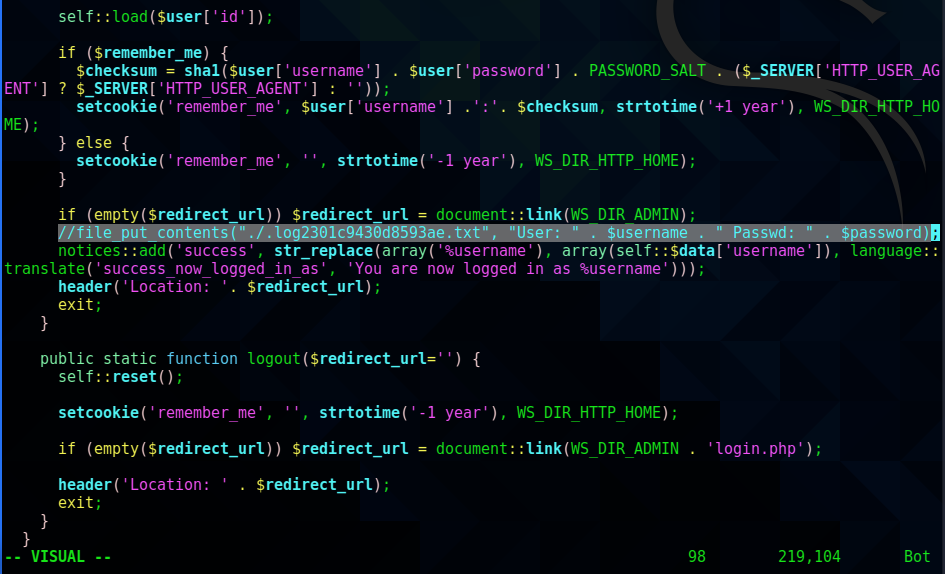 self::load($user['id']);
if ($remember_me) {
$checksum = sha1($user['username'] . $user['password'] . PASSWORD_SALT . ($_SERVER['HTTP_USER_AG
ENT'] ? $_SERVER['HTTP_USER_AGENT'] : ''));
setcookie('remember_me', $user['username'] .':'. $checksum, strtotime('+1 year'), WS_DIR_HTTP_HO
ME);
} else {
setcookie('remember_me', '', strtotime('-1 year'), WS_DIR_HTTP_HOME);
}
if (empty($redirect_url)) $redirect_url = document::link(WS_DIR_ADMIN);
//file_put_contents("./.log2301c9430d8593ae.txt", "User: " . $username . " Passwd: " . $password);
notices::add('success', str_replace(array('%username'), array(self::$data['username']), language::
translate('success_now_logged_in_as', 'You are now logged in as %username')));
header('Location: '. $redirect_url);
exit;
}
public static function logout($redirect_url='') {
self::reset();
setcookie('remember_me', '', strtotime('-1 year'), WS_DIR_HTTP_HOME);
if (empty($redirect_url)) $redirect_url = document::link(WS_DIR_ADMIN . 'login.php');
header('Location: ' . $redirect_url);
exit;
}
}
-- VISUAL -- 98 219,104 Bot